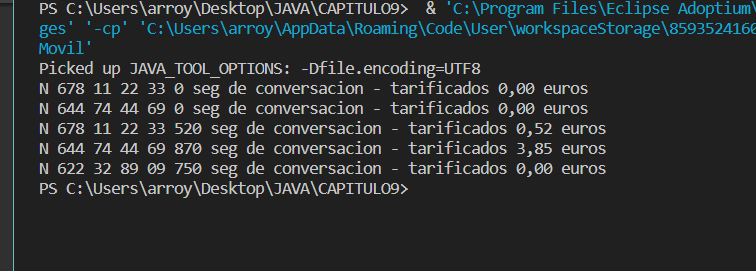 PS C:\Users\arroy\Desktop\JAVA\CAPITULO9>  & 'C:\Program Files\Eclipse Adoptium\
ges' '-cp' 'C:\Users\arroy\AppData\Roaming\Code\User\workspaceStorage\8593524160
Movil'
Picked up JAVA_TOOL_OPTIONS: -Dfile.encoding=UTF8
N 678 11 22 33 0 seg de conversacion - tarificados 0,00 euros
N 644 74 44 69 0 seg de conversacion - tarificados 0,00 euros
N 678 11 22 33 520 seg de conversacion - tarificados 0,52 euros
N 644 74 44 69 870 seg de conversacion - tarificados 3,85 euros
N 622 32 89 09 750 seg de conversacion - tarificados 0,00 euros
PS C:\Users\arroy\Desktop\JAVA\CAPITULO9>